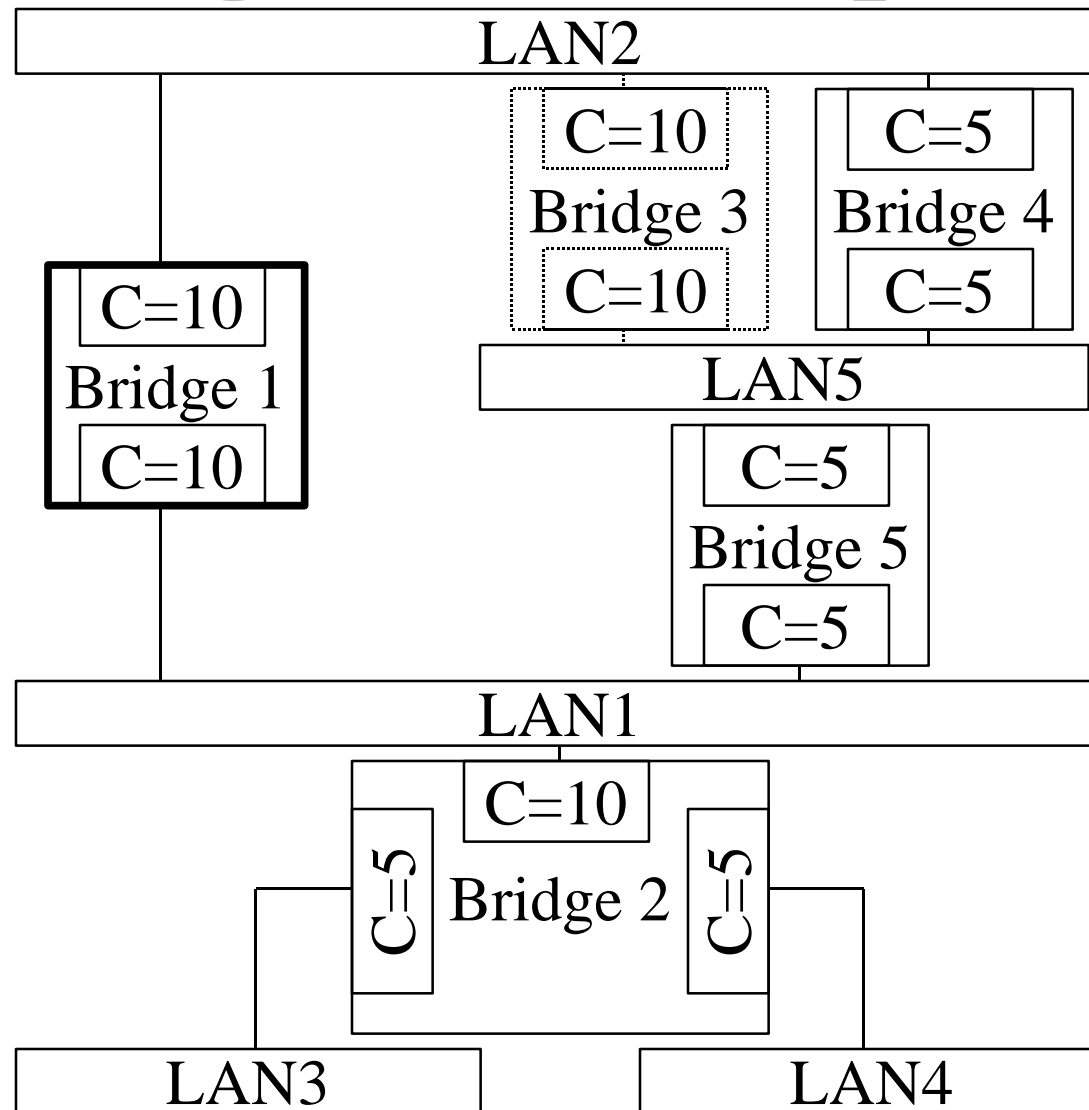 LAN2
C=10
Bridge 3
C=10
C=5
Bridge 4
C=5
C=10
Bridge 1
C=10
LAN5
C=5
Bridge 5
C=5
LAN1
C=10
C=5
Bridge 2
C=5
LAN3
LAN4